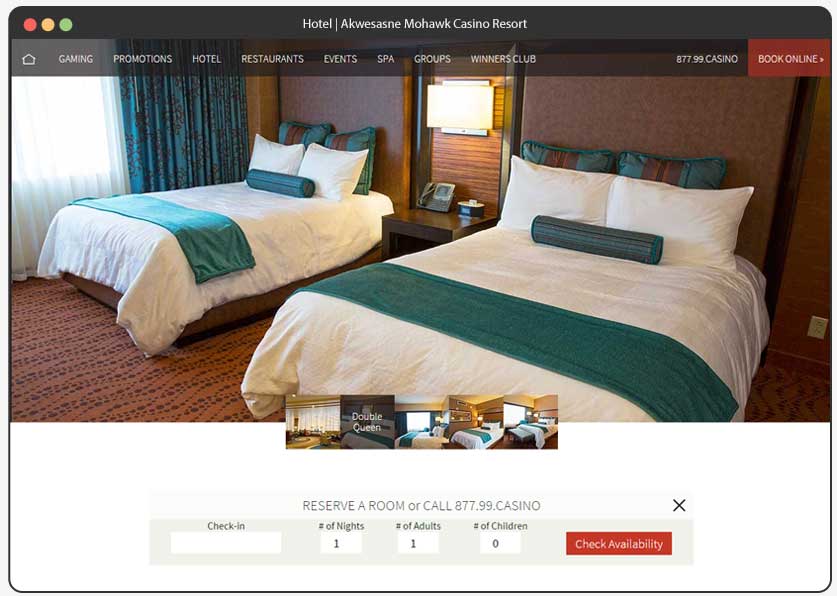 Hotel | Akwesasne Mohawk Casino Resort
GAMING PROMOTIONS HOTEL RESTAURANTS EVENTS SPA GROUPS WINNERS CLUB 877.99.CASINO BOOK ONLINE »
Double
Queen
RESERVE A ROOM or CALL 877.99.CASINO
Check-in # of Nights # of Adults # of Children
1 1 0 Check Availability